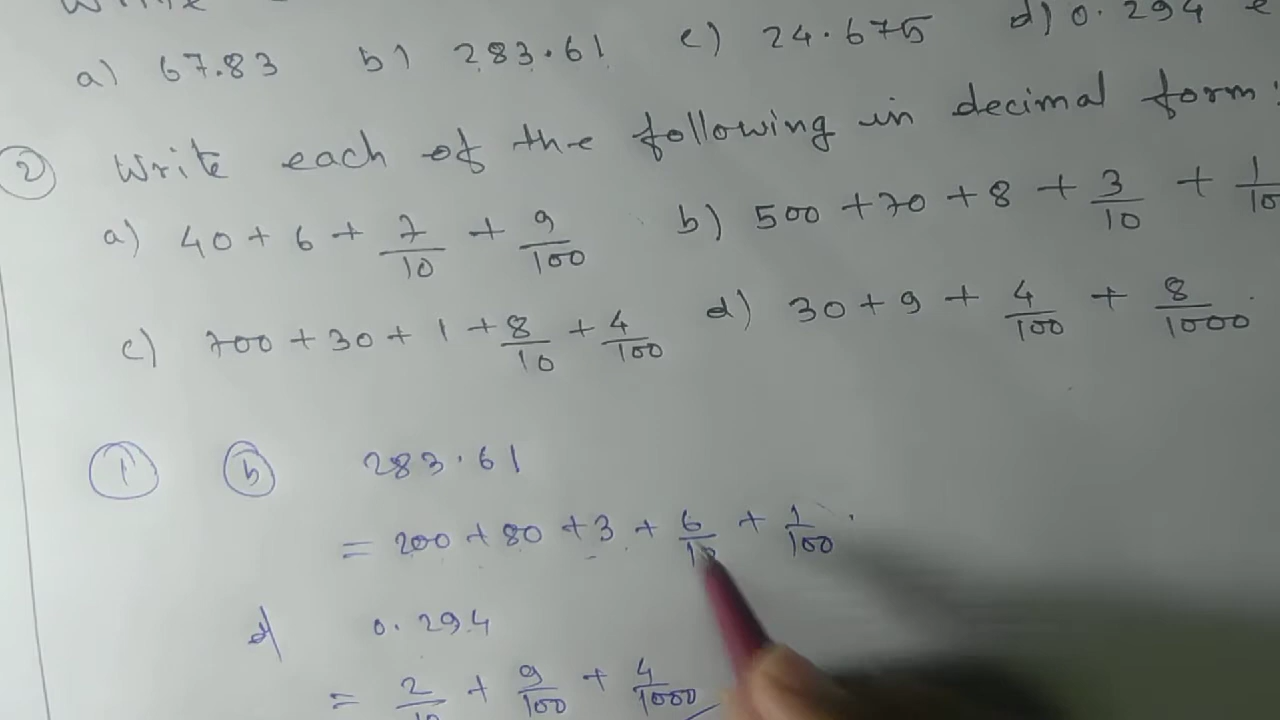 Write
a) 67.83 b) 283.61 c) 24.675 d) 0.294 e
② Write each of the following in decimal form:
a) 40 + 6 + 7/10 + 9/100 b) 500 + 70 + 8 + 3/10 + 1/10
c) 700 + 30 + 1 + 8/10 + 4/100 d) 30 + 9 + 4/100 + 8/1000.
① ⓑ 283.61
= 200 + 80 + 3 + 6/10 + 1/100.
d) 0.294
= 2/10 + 9/100 + 4/1000